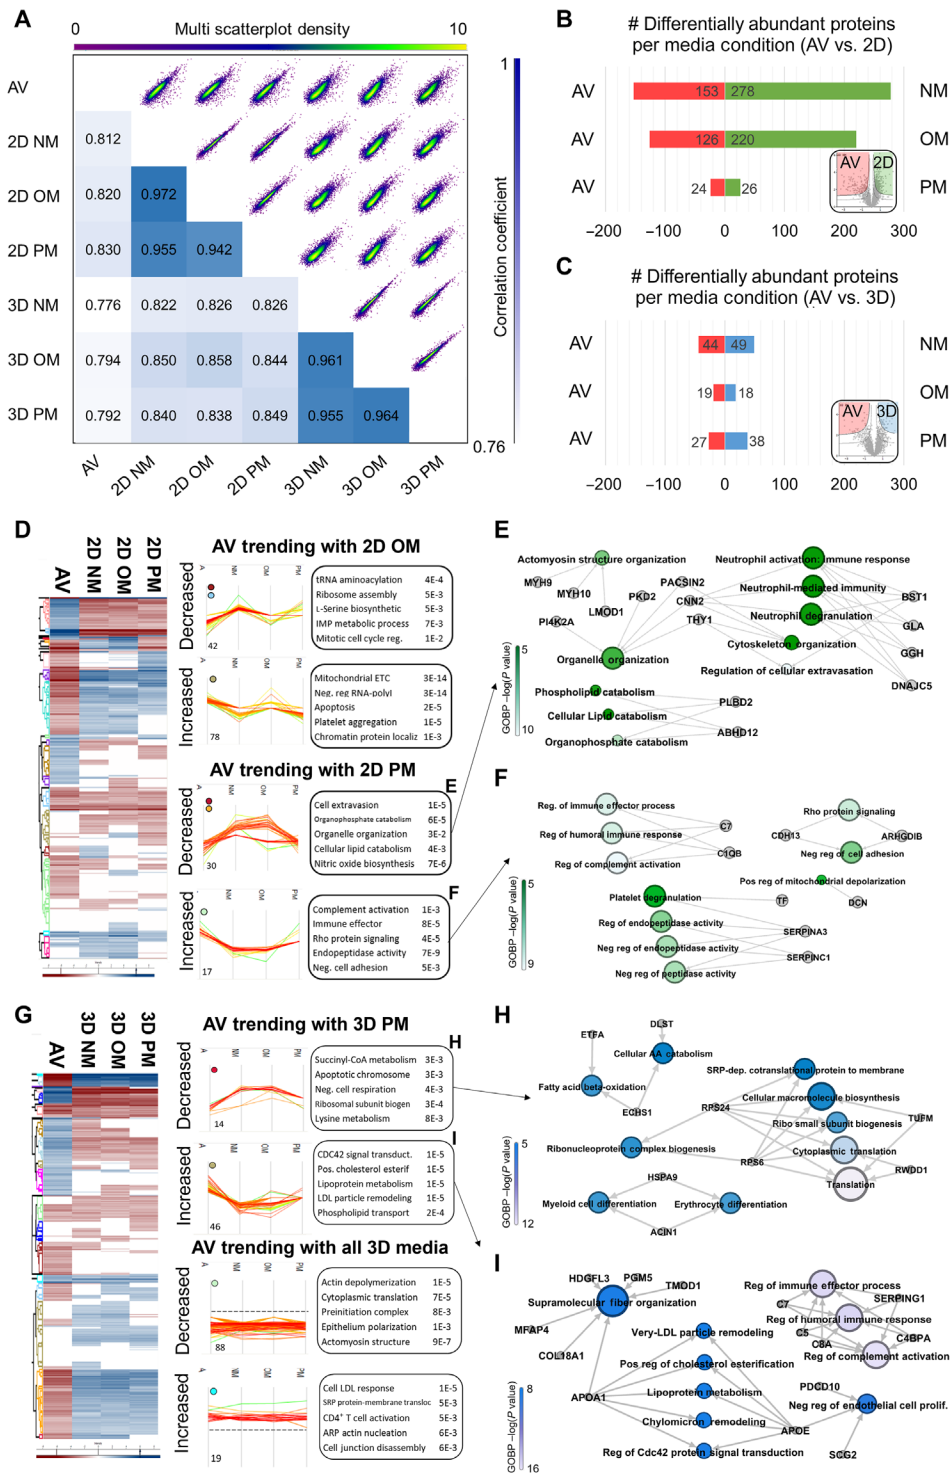 A
0
Multi scatterplot density
10
AV
2D NM
0.812
2D OM
0.820
0.972
2D PM
0.830
0.955
0.942
3D NM
0.776
0.822
0.826
0.826
3D OM
0.794
0.850
0.858
0.844
0.961
3D PM
0.792
0.840
0.838
0.849
0.955
0.964
AV
2D NM
2D OM
2D PM
3D NM
3D OM
3D PM
1
Correlation coefficient
0.76
B
# Differentially abundant proteins
per media condition (AV vs. 2D)
AV 153 278 NM
AV 126 220 OM
AV 24 26 PM
AV 2D
−200 −100 0 100 200 300
C
# Differentially abundant proteins
per media condition (AV vs. 3D)
AV 44 49 NM
AV 19 18 OM
AV 27 38 PM
AV 3D
−200 −100 0 100 200 300
D
AV
2D NM
2D OM
2D PM
AV trending with 2D OM
Decreased
A NM OM PM
42
tRNA aminoacylation 4E-4
Ribosome assembly 5E-3
L-Serine biosynthetic 5E-3
IMP metabolic process 7E-3
Mitotic cell cycle reg. 1E-2
Increased
A NM OM PM
78
Mitochondrial ETC 3E-14
Neg. reg RNA-polyI 3E-14
Apoptosis 2E-5
Platelet aggregation 1E-5
Chromatin protein localiz 1E-3
AV trending with 2D PM
Decreased
A NM OM PM
30
E
Cell extravasion 1E-5
Organophosphate catabolism 6E-5
Organelle organization 3E-2
Cellular lipid catabolism 4E-3
Nitric oxide biosynthesis 7E-6
Increased
A NM OM PM
17
F
Complement activation 1E-3
Immune effector 8E-5
Rho protein signaling 4E-5
Endopeptidase activity 7E-9
Neg. cell adhesion 5E-3
E
Actomyosin structure organization
MYH9
MYH10
LMOD1
PKD2
PI4K2A
PACSIN2
CNN2
THY1
Organelle organization
Neutrophil activation: immune response
Neutrophil-mediated immunity
Neutrophil degranulation
Cytoskeleton organization
Regulation of cellular extravasation
BST1
GLA
GGH
DNAJC5
Phospholipid catabolism
Cellular Lipid catabolism
Organophosphate catabolism
PLBD2
ABHD12
GOBP −log(P value)
5
10
F
Reg. of immune effector process
Reg of humoral immune response
Reg of complement activation
C7
C1QB
Rho protein signaling
CDH13
ARHGDIB
Neg reg of cell adhesion
Pos reg of mitochondrial depolarization
Platelet degranulation
TF
DCN
Reg of endopeptidase activity
Neg reg of endopeptidase activity
Neg reg of peptidase activity
SERPINA3
SERPINC1
GOBP −log(P value)
5
9
G
AV
3D NM
3D OM
3D PM
AV trending with 3D PM
Decreased
A NM OM PM
14
H
Succinyl-CoA metabolism 3E-3
Apoptotic chromosome 3E-3
Neg. cell respiration 4E-3
Ribosomal subunit biogen 3E-4
Lysine metabolism 8E-3
Increased
A NM OM PM
46
I
CDC42 signal transduct. 1E-5
Pos. cholesterol esterif 1E-5
Lipoprotein metabolism 1E-5
LDL particle remodeling 1E-5
Phospholipid transport 2E-4
AV trending with all 3D media
Decreased
A NM OM PM
88
Actin depolymerization 1E-5
Cytoplasmic translation 7E-5
Preinitiation complex 8E-3
Epithelium polarization 1E-3
Actomyosin structure 9E-7
Increased
A NM OM PM
19
Cell LDL response 1E-5
SRP protein-membrane transloc 5E-3
CD4+ T cell activation 5E-3
ARP actin nucleation 6E-3
Cell junction disassembly 6E-3
H
ETFA
DLST
Cellular AA catabolism
Fatty acid beta-oxidation
ECHS1
SRP-dep. cotranslational protein to membrane
Cellular macromolecule biosynthesis
RPS24
Ribo small subunit biogenesis
TUFM
Ribonucleoprotein complex biogenesis
Cytoplasmic translation
RPS6
RWDD1
Translation
HSPA9
Myeloid cell differentiation
Erythrocyte differentiation
ACIN1
GOBP −log(P value)
5
12
I
HDGFL3
PGM5
TMOD1
Supramolecular fiber organization
MFAP4
COL18A1
Very-LDL particle remodeling
Pos reg of cholesterol esterification
APOA1
Lipoprotein metabolism
Chylomicron remodeling
APOE
Reg of Cdc42 protein signal transduction
Reg of immune effector process
C7
SERPING1
Reg of humoral immune response
C5
C8A
C4BPA
Reg of complement activation
PDCD10
Neg reg of endothelial cell prolif.
SCG2
GOBP −log(P value)
8
16